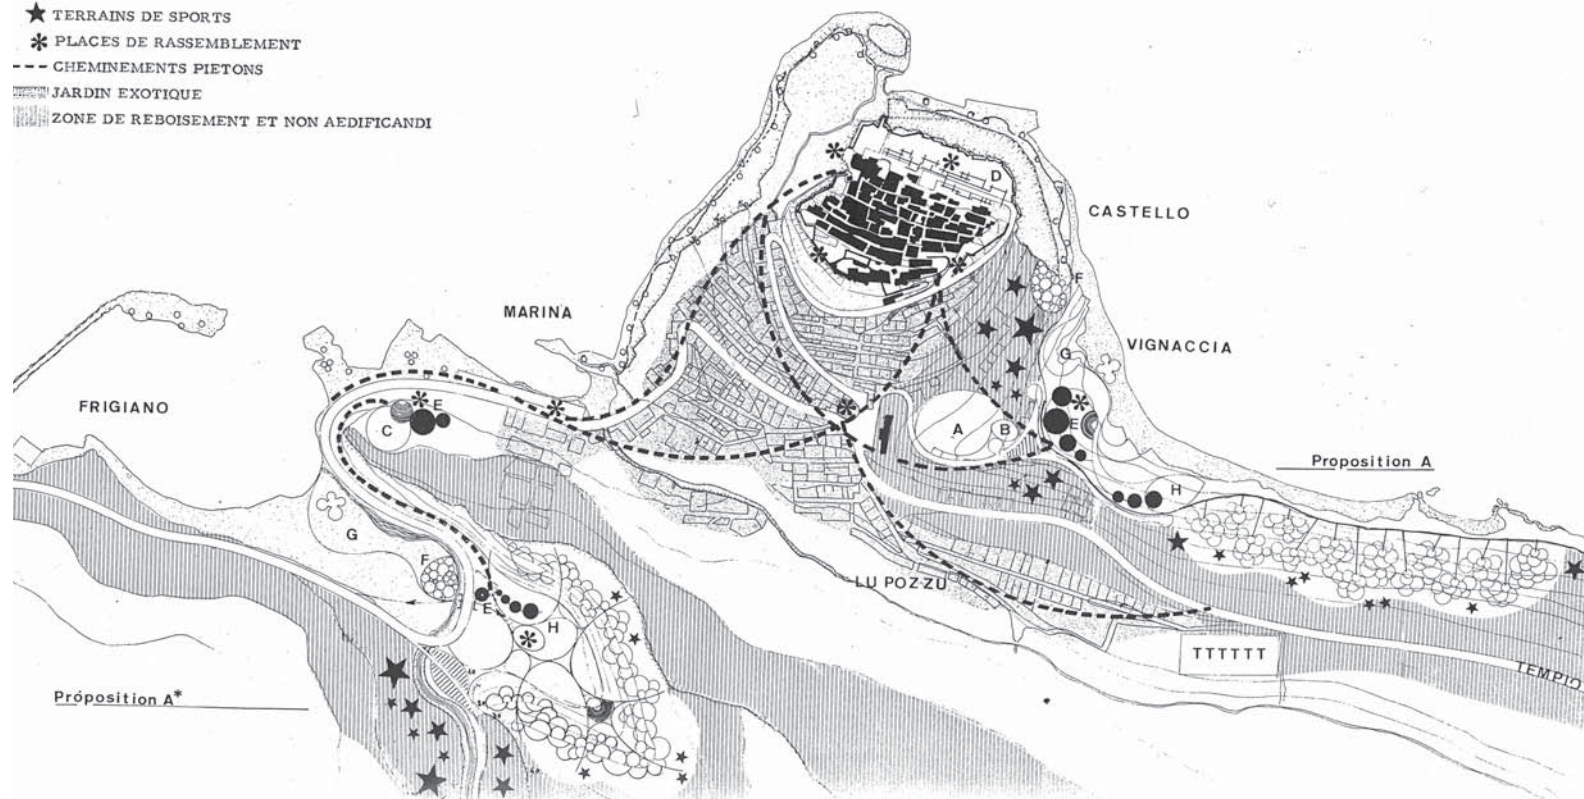 TERRAINS DE SPORTS
PLACES DE RASSEMBLEMENT
CHEMINEMENTS PIETONS
JARDIN EXOTIQUE
ZONE DE REBOISEMENT ET NON AEDIFICANDI
D
CASTELLO
F
MARINA
VIGNACCIA
G
FRIGIANO
E
C
A
B
E
Proposition A
H
G
F
LU POZZU
E
H
TTTTTT
TEMPIO
Proposition A*